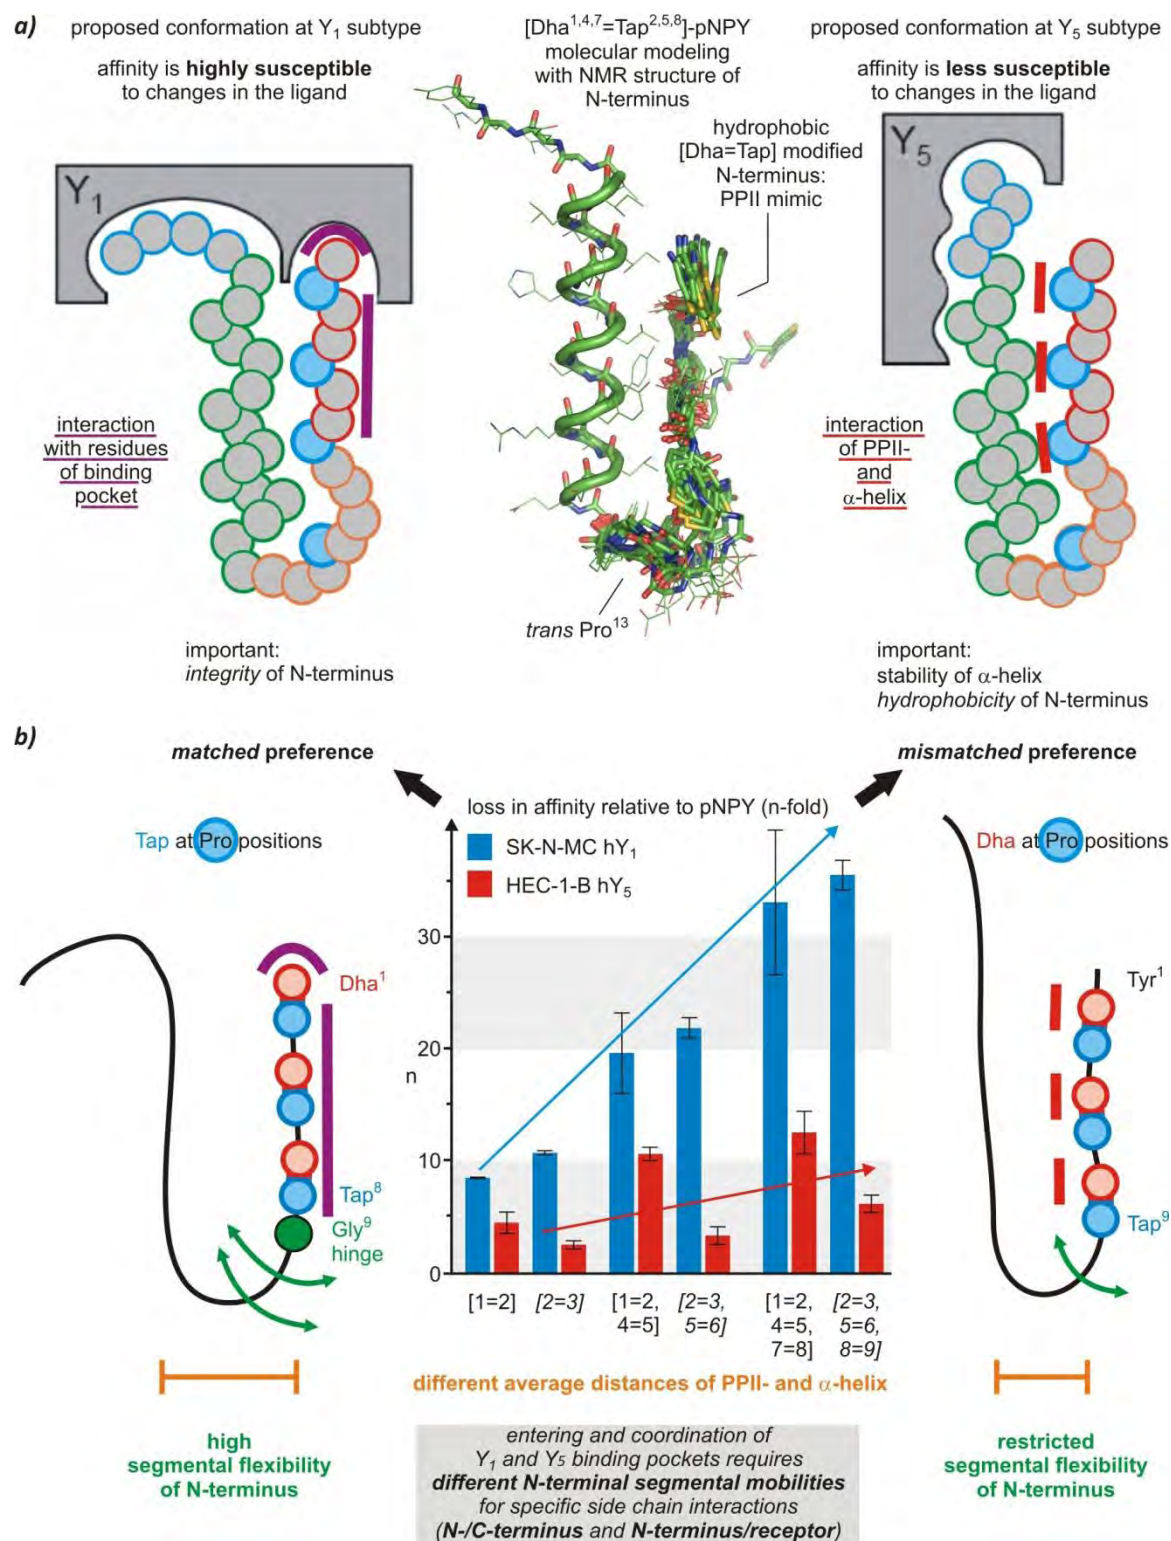 a)
proposed conformation at Y1 subtype
affinity is highly susceptible
to changes in the ligand
[Dha1,4,7=Tap2,5,8]-pNPY
molecular modeling
with NMR structure of
N-terminus
proposed conformation at Y5 subtype
affinity is less susceptible
to changes in the ligand
hydrophobic
[Dha=Tap] modified
N-terminus:
PPII mimic
Y1
Y5
interaction
with residues
of binding
pocket
interaction
of PPII-
and
α-helix
trans Pro13
important:
integrity of N-terminus
important:
stability of α-helix
hydrophobicity of N-terminus
b)
matched preference
mismatched preference
loss in affinity relative to pNPY (n-fold)
SK-N-MC hY1
HEC-1-B hY5
Tap at Pro positions
Dha at Pro positions
30
20
n
10
0
Dha1
Tap8
Gly9
hinge
Tyr1
Tap9
[1=2]
[2=3]
[1=2,
4=5]
[2=3,
5=6]
[1=2,
4=5,
7=8]
[2=3,
5=6,
8=9]
different average distances of PPII- and α-helix
high
segmental flexibility
of N-terminus
entering and coordination of
Y1 and Y5 binding pockets requires
different N-terminal segmental mobilities
for specific side chain interactions
(N-/C-terminus and N-terminus/receptor)
restricted
segmental flexibility
of N-terminus